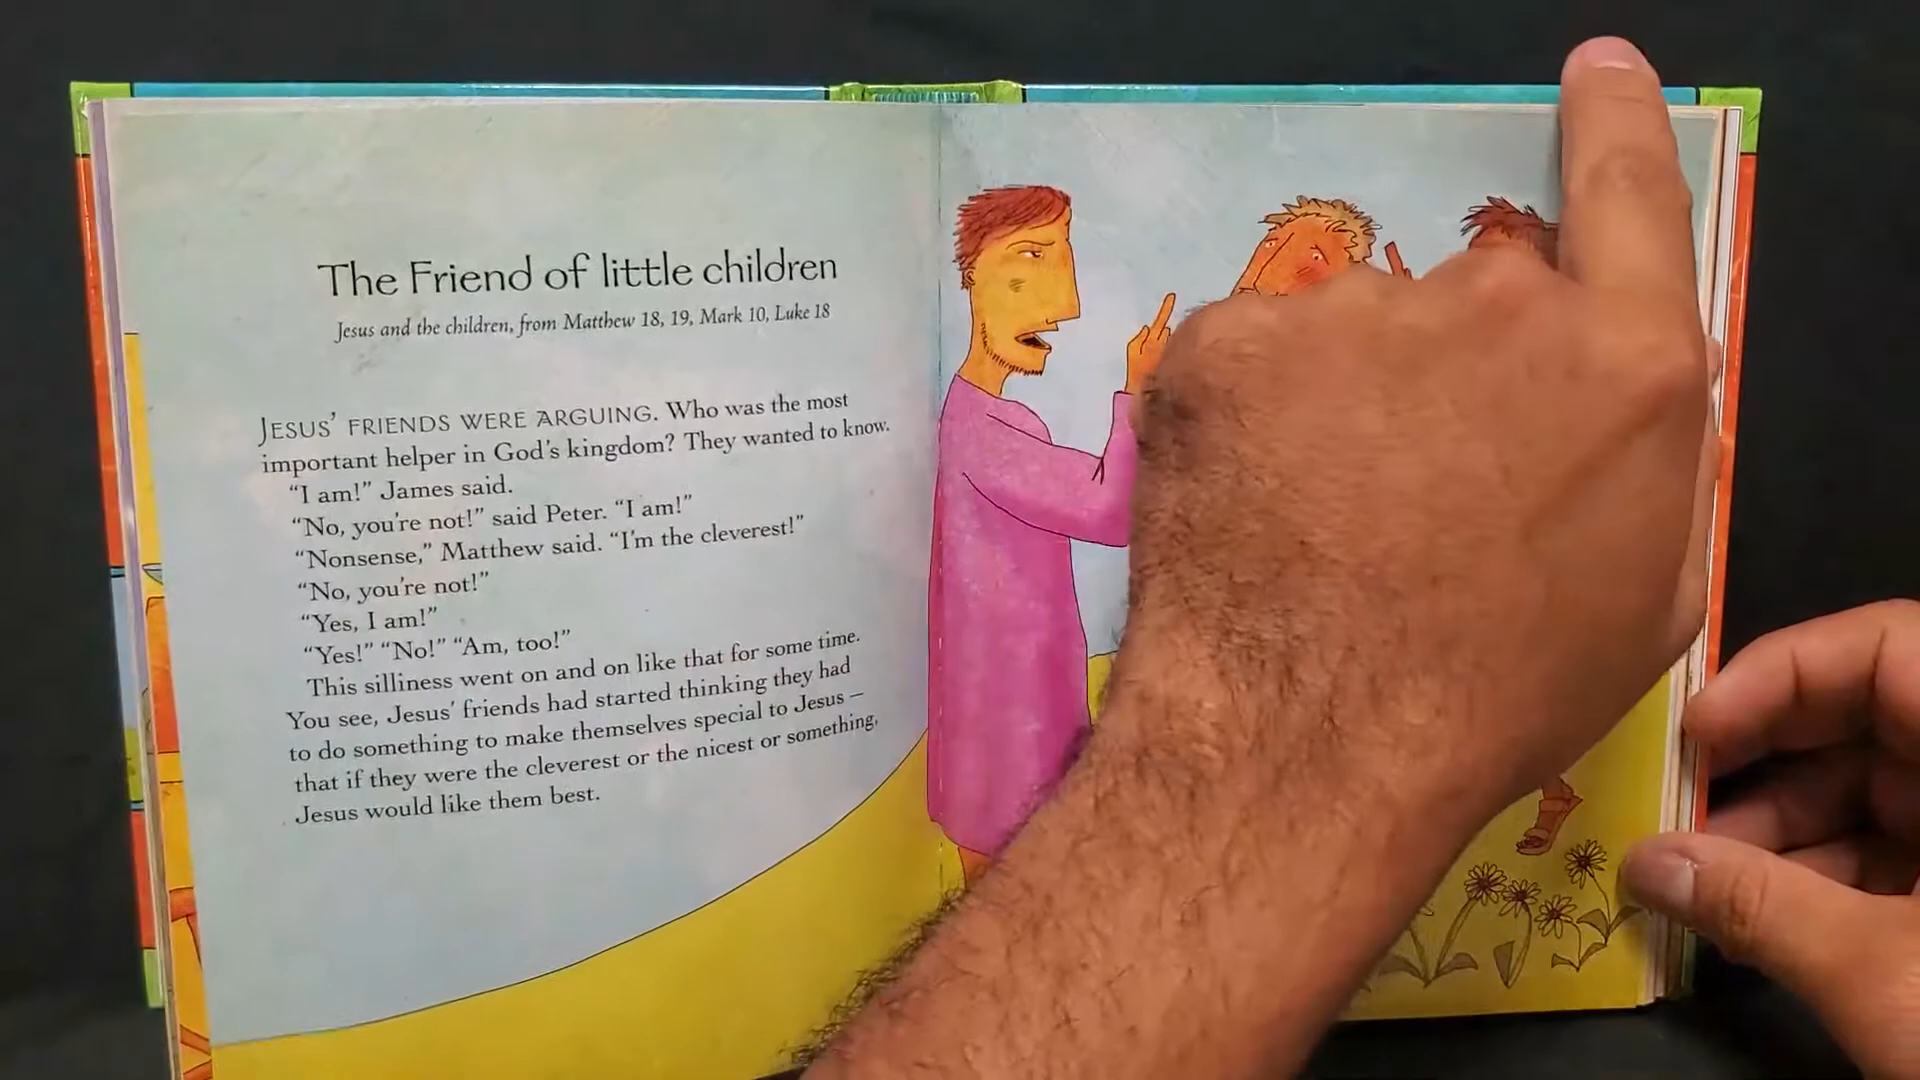 The Friend of little children
Jesus and the children, from Matthew 18, 19, Mark 10, Luke 18
JESUS’ FRIENDS WERE ARGUING. Who was the most
important helper in God’s kingdom? They wanted to know.
“I am!” James said.
“No, you’re not!” said Peter. “I am!”
“Nonsense,” Matthew said. “I’m the cleverest!”
“No, you’re not!”
“Yes, I am!”
“Yes!” “No!” “Am, too!”
This silliness went on and on like that for some time.
You see, Jesus’ friends had started thinking they had
to do something to make themselves special to Jesus –
that if they were the cleverest or the nicest or something,
Jesus would like them best.